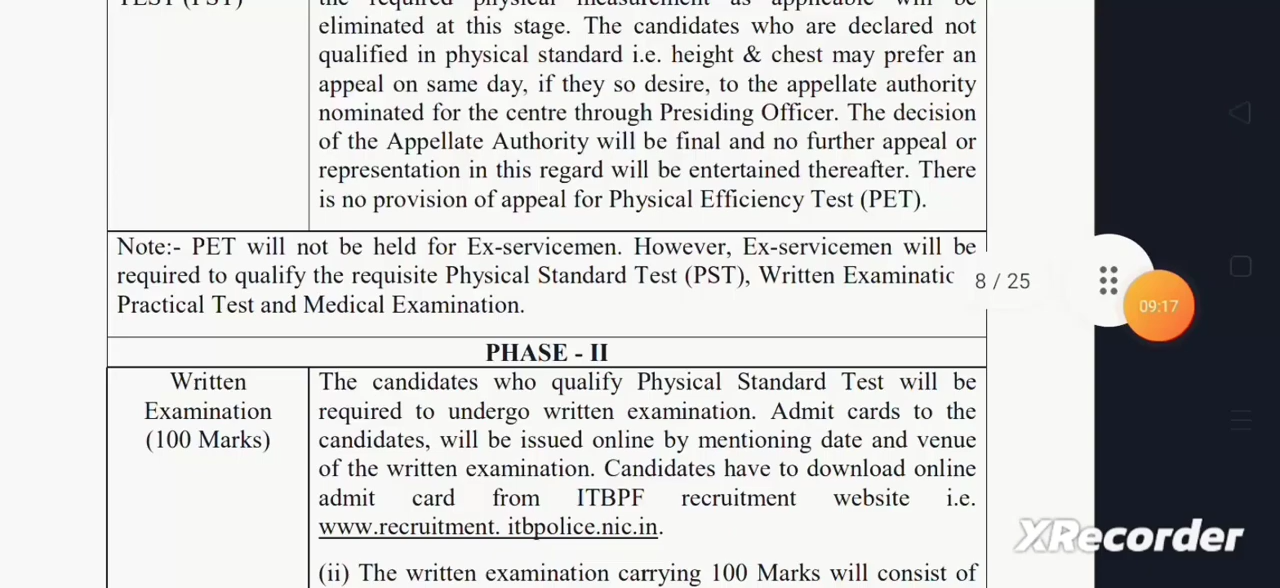 eliminated at this stage. The candidates who are declared not
qualified in physical standard i.e. height & chest may prefer an
appeal on same day, if they so desire, to the appellate authority
nominated for the centre through Presiding Officer. The decision
of the Appellate Authority will be final and no further appeal or
representation in this regard will be entertained thereafter. There
is no provision of appeal for Physical Efficiency Test (PET).
Note:- PET will not be held for Ex-servicemen. However, Ex-servicemen will be
required to qualify the requisite Physical Standard Test (PST), Written Examinatic
Practical Test and Medical Examination.
8 / 25
09:17
PHASE - II
Written
Examination
(100 Marks)
The candidates who qualify Physical Standard Test will be
required to undergo written examination. Admit cards to the
candidates, will be issued online by mentioning date and venue
of the written examination. Candidates have to download online
admit card from ITBPF recruitment website i.e.
www.recruitment. itbpolice.nic.in.
(ii) The written examination carrying 100 Marks will consist of
XRecorder